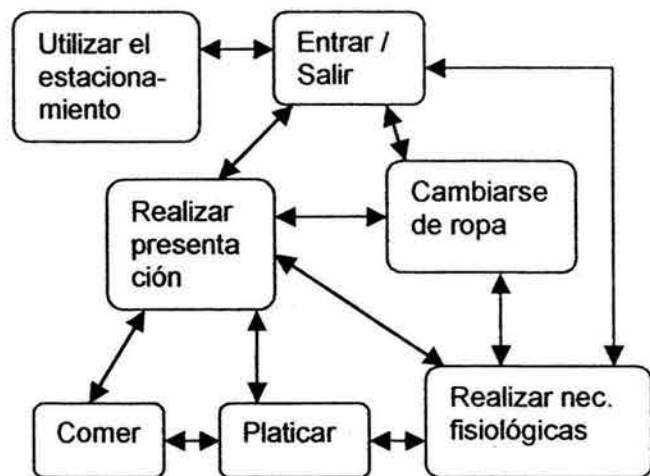 Utilizar el
estaciona-
miento
Entrar /
Salir
Realizar
presenta
ción
Cambiarse
de ropa
Comer
Platicar
Realizar nec.
fisiológicas